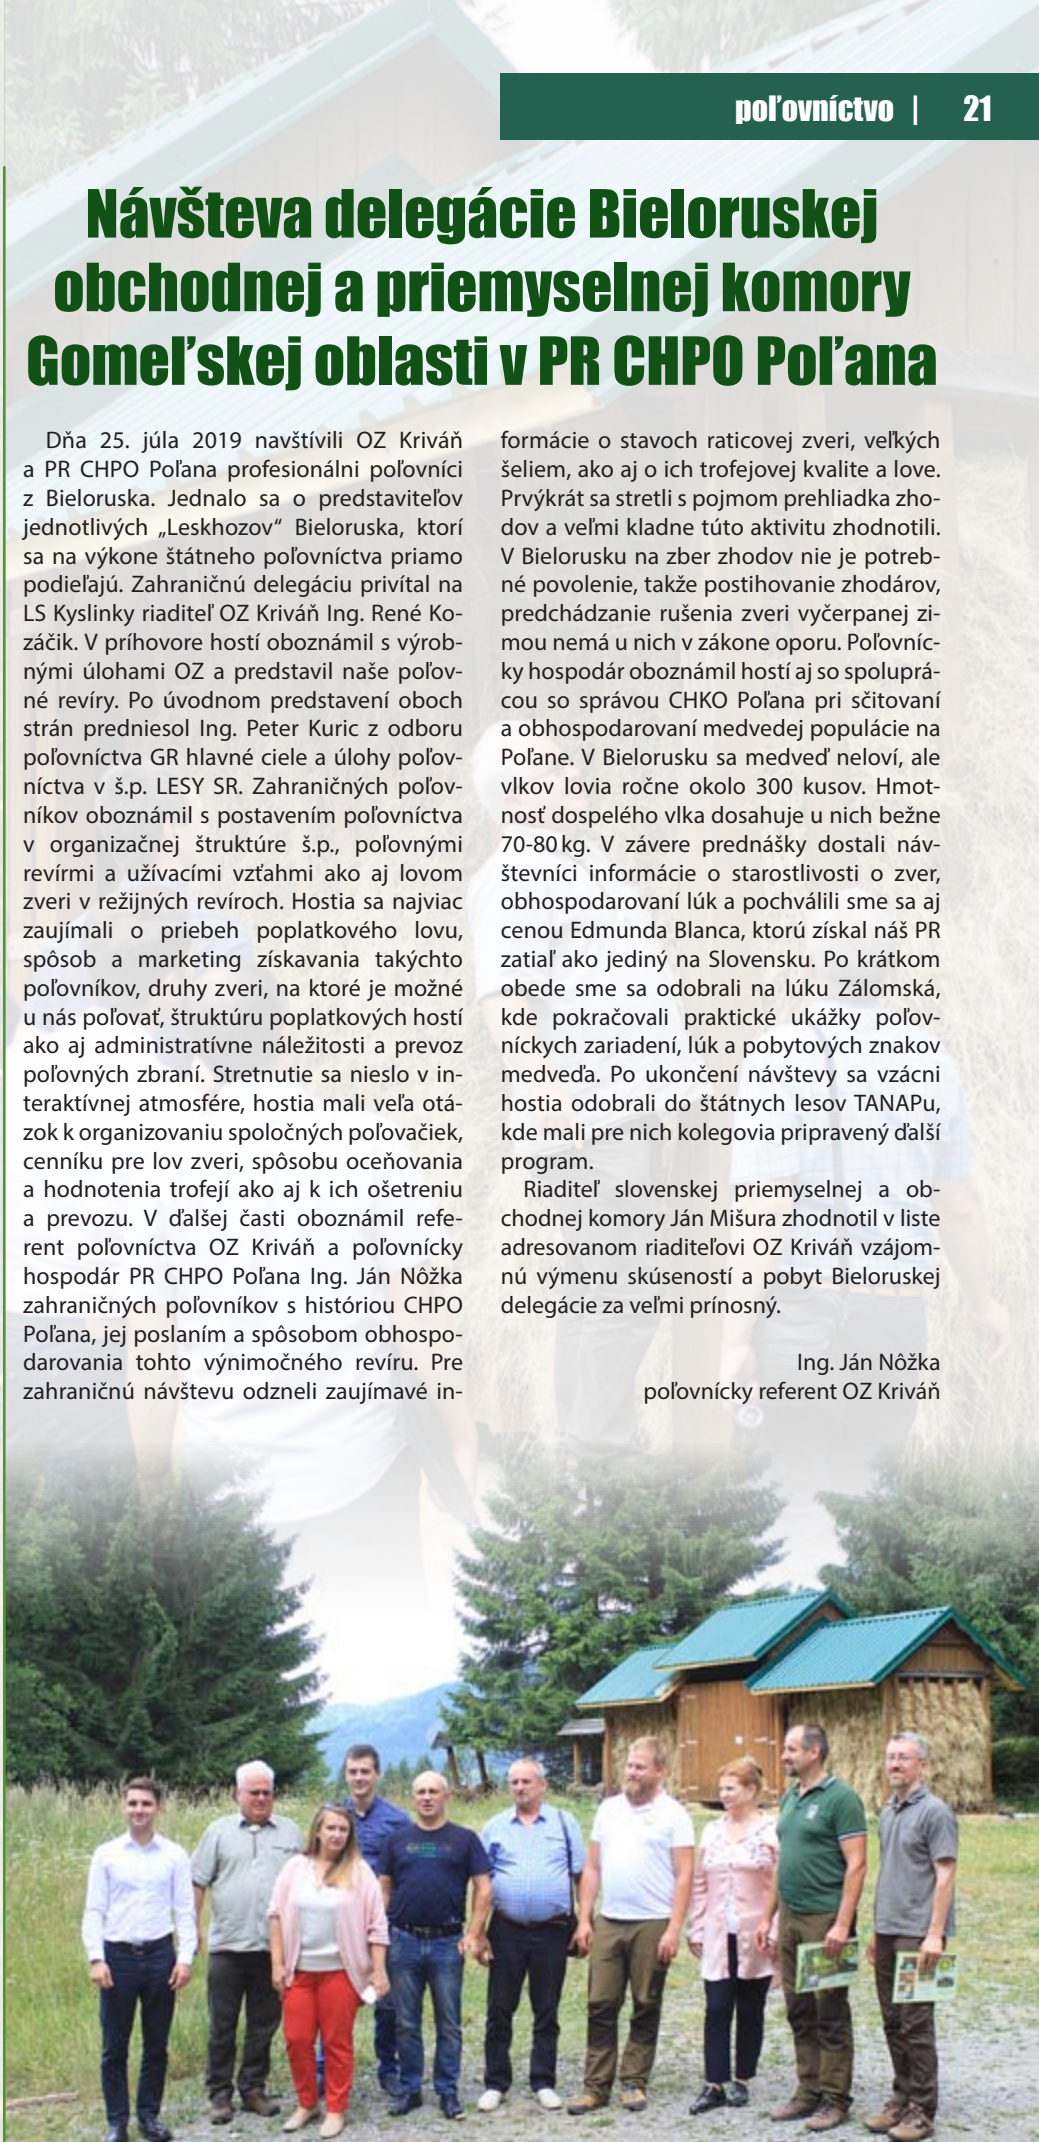 poľovníctvo | 21
Návšteva delegácie Bieloruskej
obchodnej a priemyselnej komory
Gomeľskej oblasti v PR CHPO Poľana
Dňa 25. júla 2019 navštívili OZ Kriváň
a PR CHPO Poľana profesionálni poľovníci
z Bieloruska. Jednalo sa o predstaviteľov
jednotlivých „Leskhozov“ Bieloruska, ktorí
sa na výkone štátneho poľovníctva priamo
podieľajú. Zahraničnú delegáciu privítal na
LS Kyslinky riaditeľ OZ Kriváň Ing. René Ko-
záčik. V príhovore hostí oboznámil s výrob-
nými úlohami OZ a predstavil naše poľov-
né revíry. Po úvodnom predstavení oboch
strán predniesol Ing. Peter Kuric z odboru
poľovníctva GR hlavné ciele a úlohy poľov-
níctva v š.p. LESY SR. Zahraničných poľov-
níkov oboznámil s postavením poľovníctva
v organizačnej štruktúre š.p., poľovnými
revírmi a užívacími vzťahmi ako aj lovom
zveri v režijných revíroch. Hostia sa najviac
zaujímali o priebeh poplatkového lovu,
spôsob a marketing získavania takýchto
poľovníkov, druhy zveri, na ktoré je možné
u nás poľovať, štruktúru poplatkových hostí
ako aj administratívne náležitosti a prevoz
poľovných zbraní. Stretnutie sa nieslo v in-
teraktívnej atmosfére, hostia mali veľa otá-
zok k organizovaniu spoločných poľovačiek,
cenníku pre lov zveri, spôsobu oceňovania
a hodnotenia trofejí ako aj k ich ošetreniu
a prevozu. V ďalšej časti oboznámil refe-
rent poľovníctva OZ Kriváň a poľovnícky
hospodár PR CHPO Poľana Ing. Ján Nôžka
zahraničných poľovníkov s históriou CHPO
Poľana, jej poslaním a spôsobom obhospo-
darovania tohto výnimočného revíru. Pre
zahraničnú návštevu odzneli zaujímavé in-
formácie o stavoch raticovej zveri, veľkých
šeliem, ako aj o ich trofejovej kvalite a love.
Prvýkrát sa stretli s pojmom prehliadka zho-
dov a veľmi kladne túto aktivitu zhodnotili.
V Bielorusku na zber zhodov nie je potreb-
né povolenie, takže postihovanie zhodárov,
predchádzanie rušenia zveri vyčerpanej zi-
mou nemá u nich v zákone oporu. Poľovníc-
ky hospodár oboznámil hostí aj so spoluprá-
cou so správou CHKO Poľana pri sčitovaní
a obhospodarovaní medvedej populácie na
Poľane. V Bielorusku sa medveď neloví, ale
vlkov lovia ročne okolo 300 kusov. Hmot-
nosť dospelého vlka dosahuje u nich bežne
70-80 kg. V závere prednášky dostali náv-
števníci informácie o starostlivosti o zver,
obhospodarovaní lúk a pochválili sme sa aj
cenou Edmunda Blanca, ktorú získal náš PR
zatiaľ ako jediný na Slovensku. Po krátkom
obede sme sa odobrali na lúku Zálomská,
kde pokračovali praktické ukážky poľov-
níckych zariadení, lúk a pobytových znakov
medveďa. Po ukončení návštevy sa vzácni
hostia odobrali do štátnych lesov TANAPu,
kde mali pre nich kolegovia pripravený ďalší
program.
Riaditeľ slovenskej priemyselnej a ob-
chodnej komory Ján Mišura zhodnotil v liste
adresovanom riaditeľovi OZ Kriváň vzájom-
nú výmenu skúseností a pobyt Bieloruskej
delegácie za veľmi prínosný.
Ing. Ján Nôžka
poľovnícky referent OZ Kriváň